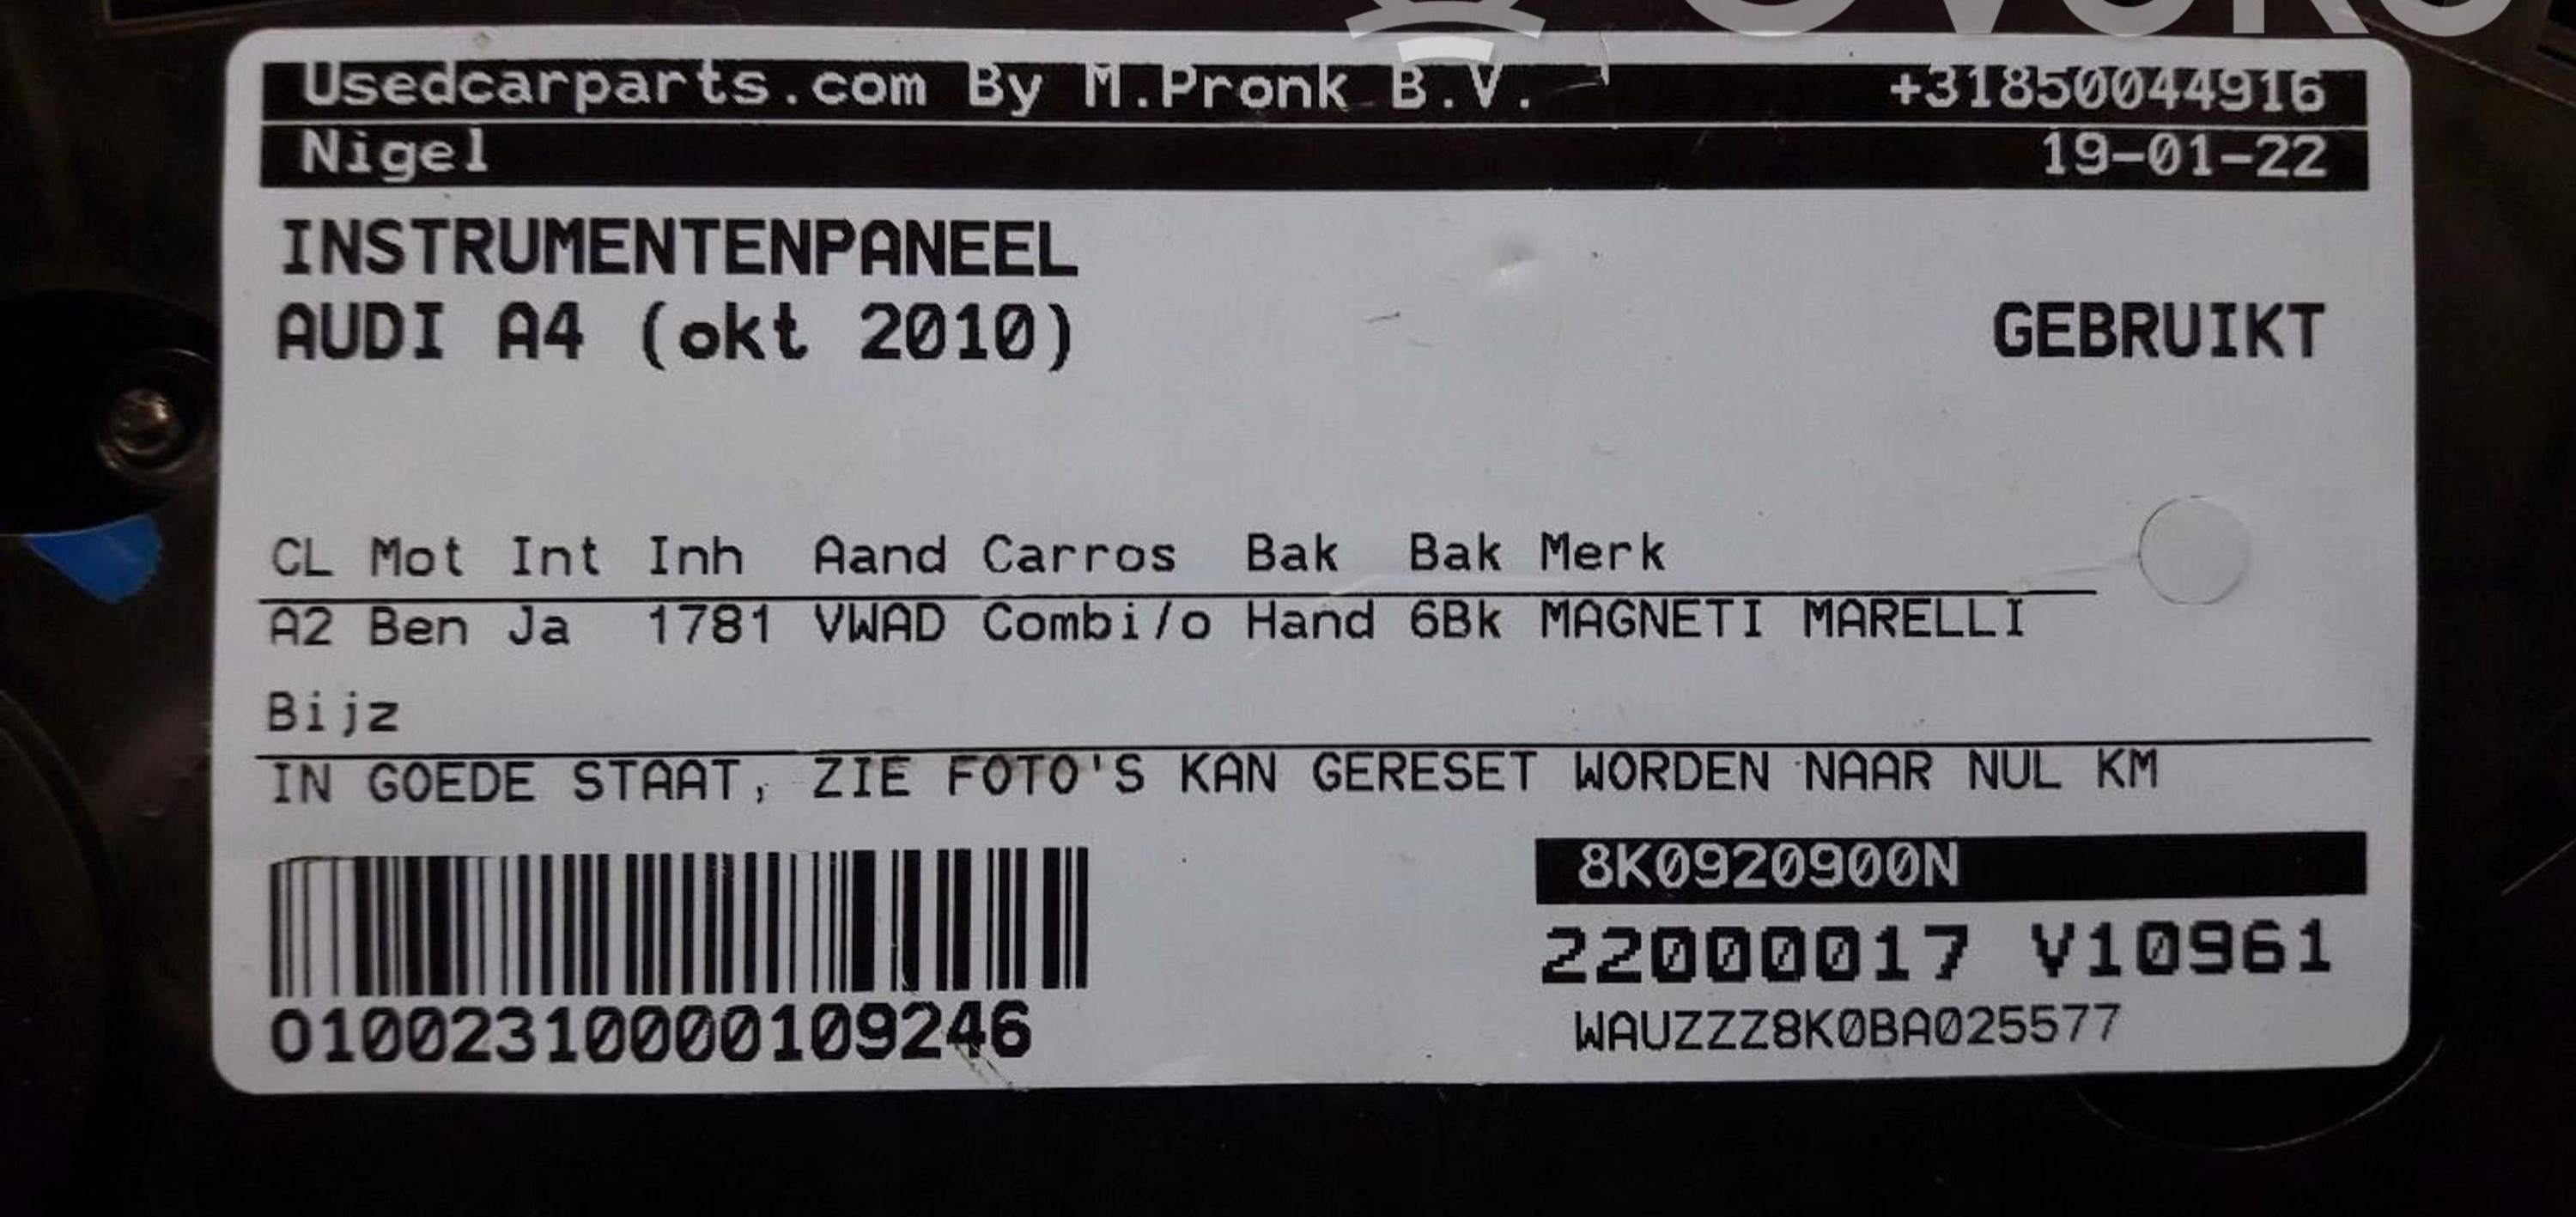 Usedcarparts.com By M.Pronk B.V. +31850044916
Nigel 19-01-22
INSTRUMENTENPANEEL
AUDI A4 (okt 2010) GEBRUIKT
CL Mot Int Inh Aand Carros Bak Bak Merk
A2 Ben Ja 1781 VWAD Combi/o Hand 6Bk MAGNETI MARELLI
Bijz
IN GOEDE STAAT, ZIE FOTO'S KAN GERESET WORDEN NAAR NUL KM
8K0920900N
22000017 V10961
01002310000109246 WAUZZZ8K0BA025577